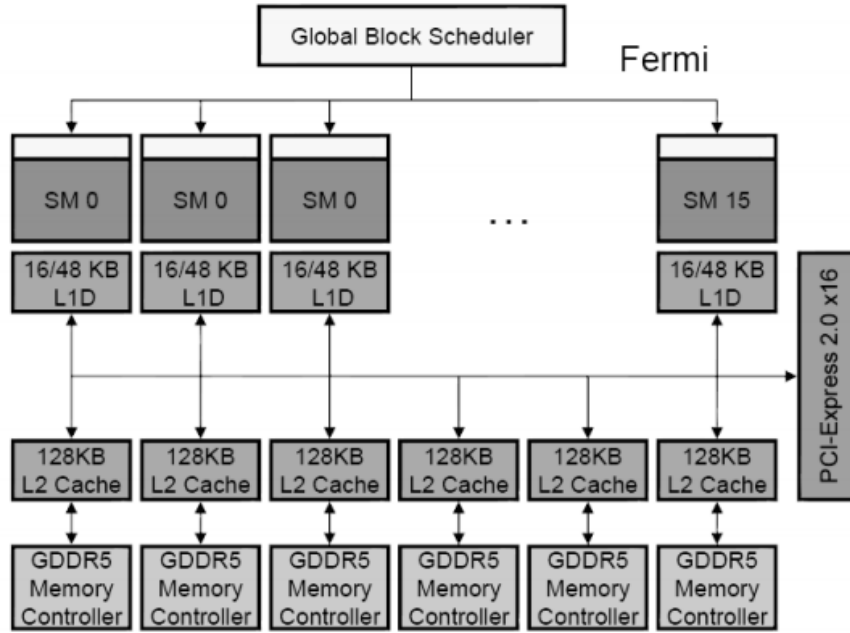 Global Block Scheduler
Fermi
SM 0
SM 0
SM 0
...
SM 15
16/48 KB
L1D
16/48 KB
L1D
16/48 KB
L1D
16/48 KB
L1D
PCI-Express 2.0 x16
128KB
L2 Cache
128KB
L2 Cache
128KB
L2 Cache
128KB
L2 Cache
128KB
L2 Cache
128KB
L2 Cache
GDDR5
Memory
Controller
GDDR5
Memory
Controller
GDDR5
Memory
Controller
GDDR5
Memory
Controller
GDDR5
Memory
Controller
GDDR5
Memory
Controller